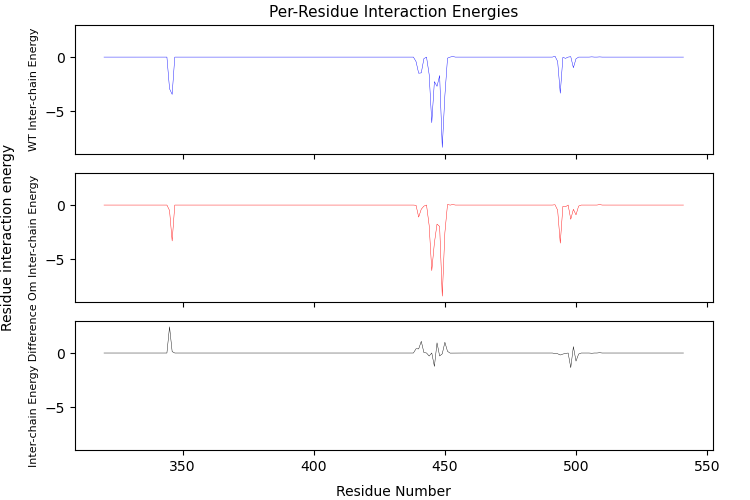 Per-Residue Interaction Energies
Residue interaction energy
WT Inter-chain Energy
0
−5
Om Inter-chain Energy
0
−5
Inter-chain Energy Difference
0
−5
350
400
450
500
550
Residue Number